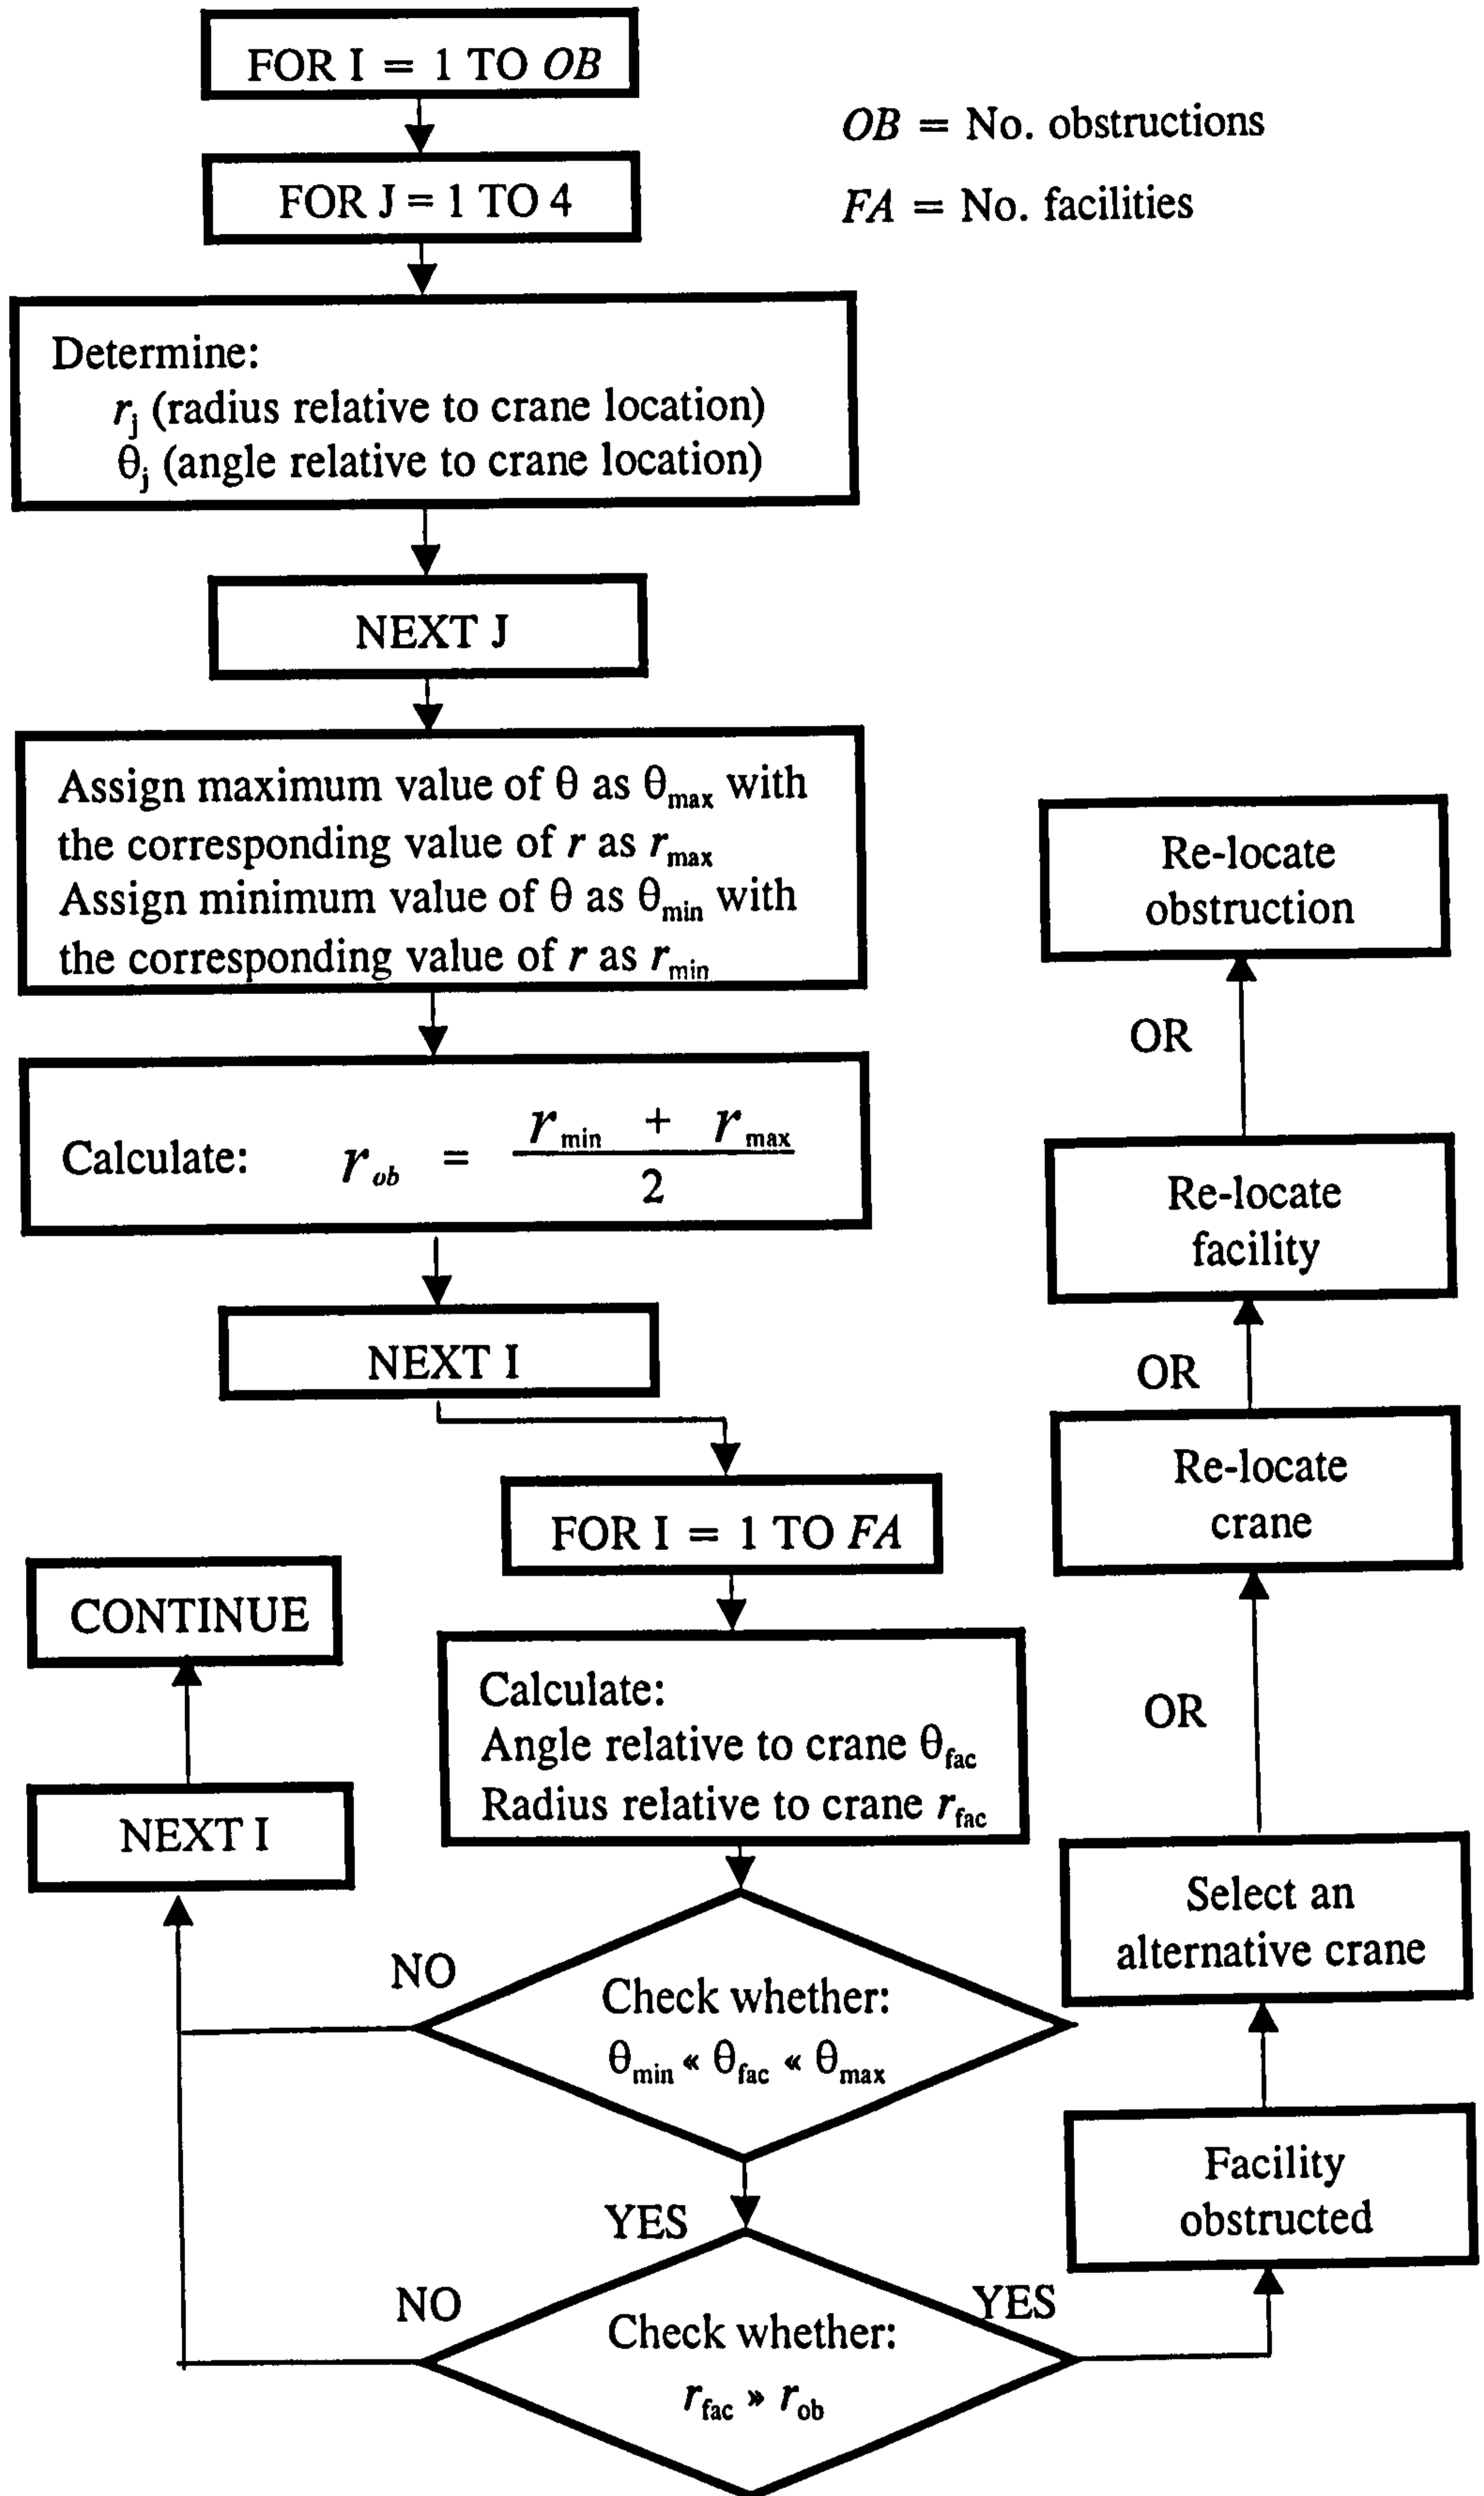 FOR I = 1 TO OB
OB = No. obstructions
FA = No. facilities
FOR J = 1 TO 4
Determine:
rj (radius relative to crane location)
θj (angle relative to crane location)
NEXT J
Assign maximum value of θ as θmax with
the corresponding value of r as rmax
Assign minimum value of θ as θmin with
the corresponding value of r as rmin
Calculate: rob = (rmin + rmax) / 2
NEXT I
FOR I = 1 TO FA
Calculate:
Angle relative to crane θfac
Radius relative to crane rfac
Check whether:
θmin « θfac « θmax
NO
YES
Check whether:
rfac » rob
NO
YES
NEXT I
CONTINUE
Facility
obstructed
Select an
alternative crane
OR
Re-locate
crane
OR
Re-locate
facility
OR
Re-locate
obstruction